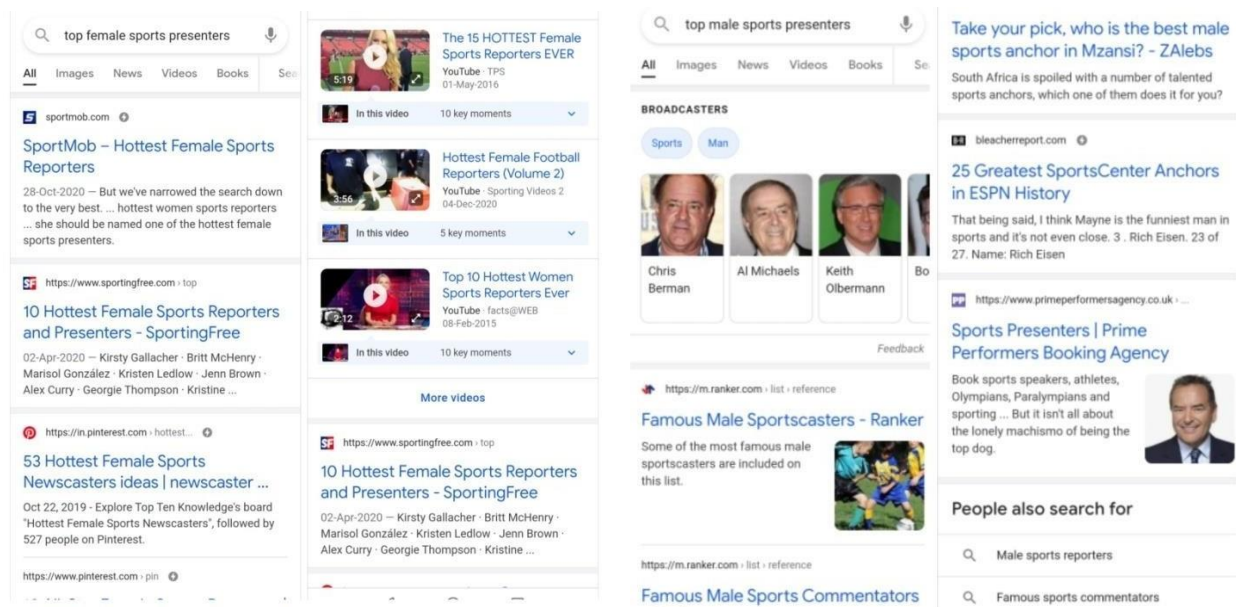 top female sports presenters
All Images News Videos Books Sea
sportmob.com
SportMob – Hottest Female Sports
Reporters
28-Oct-2020 — But we've narrowed the search down
to the very best. ... hottest women sports reporters
... she should be named one of the hottest female
sports presenters.
https://www.sportingfree.com › top
10 Hottest Female Sports Reporters
and Presenters - SportingFree
02-Apr-2020 — Kirsty Gallacher · Britt McHenry ·
Marisol González · Kristen Ledlow · Jenn Brown ·
Alex Curry · Georgie Thompson · Kristine ...
https://in.pinterest.com › hottest...
53 Hottest Female Sports
Newscasters ideas | newscaster ...
Oct 22, 2019 - Explore Top Ten Knowledge's board
"Hottest Female Sports Newscasters", followed by
527 people on Pinterest.
https://www.pinterest.com › pin
The 15 HOTTEST Female
Sports Reporters EVER
YouTube · TPS
01-May-2016
5:19
In this video 10 key moments
Hottest Female Football
Reporters (Volume 2)
YouTube · Sporting Videos 2
04-Dec-2020
3:56
In this video 5 key moments
Top 10 Hottest Women
Sports Reporters Ever
YouTube · facts@WEB
08-Feb-2015
2:12
In this video 10 key moments
More videos
https://www.sportingfree.com › top
10 Hottest Female Sports Reporters
and Presenters - SportingFree
02-Apr-2020 — Kirsty Gallacher · Britt McHenry ·
Marisol González · Kristen Ledlow · Jenn Brown ·
Alex Curry · Georgie Thompson · Kristine ...
top male sports presenters
All Images News Videos Books Se
BROADCASTERS
Sports Man
Chris
Berman
Al Michaels
Keith
Olbermann
Bo
Feedback
https://m.ranker.com › list › reference
Famous Male Sportscasters - Ranker
Some of the most famous male
sportscasters are included on
this list.
https://m.ranker.com › list › reference
Famous Male Sports Commentators
Take your pick, who is the best male
sports anchor in Mzansi? - ZAlebs
South Africa is spoiled with a number of talented
sports anchors, which one of them does it for you?
bleacherreport.com
25 Greatest SportsCenter Anchors
in ESPN History
That being said, I think Mayne is the funniest man in
sports and it's not even close. 3 . Rich Eisen. 23 of
27. Name: Rich Eisen
https://www.primeperformersagency.co.uk › ...
Sports Presenters | Prime
Performers Booking Agency
Book sports speakers, athletes,
Olympians, Paralympians and
sporting ... But it isn't all about
the lonely machismo of being the
top dog.
People also search for
Male sports reporters
Famous sports commentators